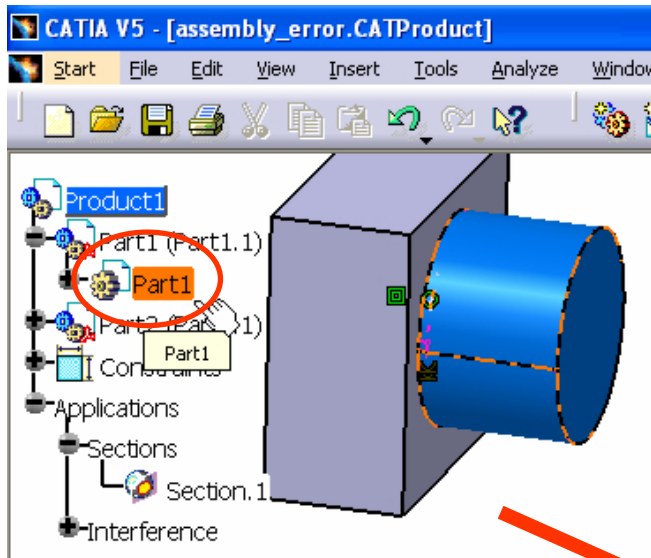 CATIA V5 - [assembly_error.CATProduct]
Start File Edit View Insert Tools Analyze Window
Product1
Part1 (Part1.1)
Part1
Part1
Constraints
Applications
Sections
Section.1
Interference